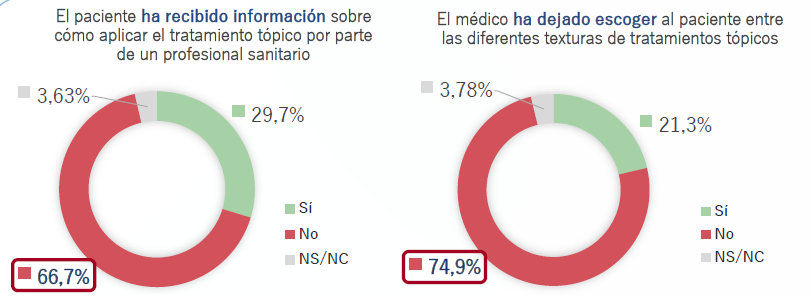 El paciente ha recibido información sobre
cómo aplicar el tratamiento tópico por parte
de un profesional sanitario
3,63%
29,7%
Sí
No
NS/NC
66,7%
El médico ha dejado escoger al paciente entre
las diferentes texturas de tratamientos tópicos
3,78%
21,3%
Sí
No
NS/NC
74,9%